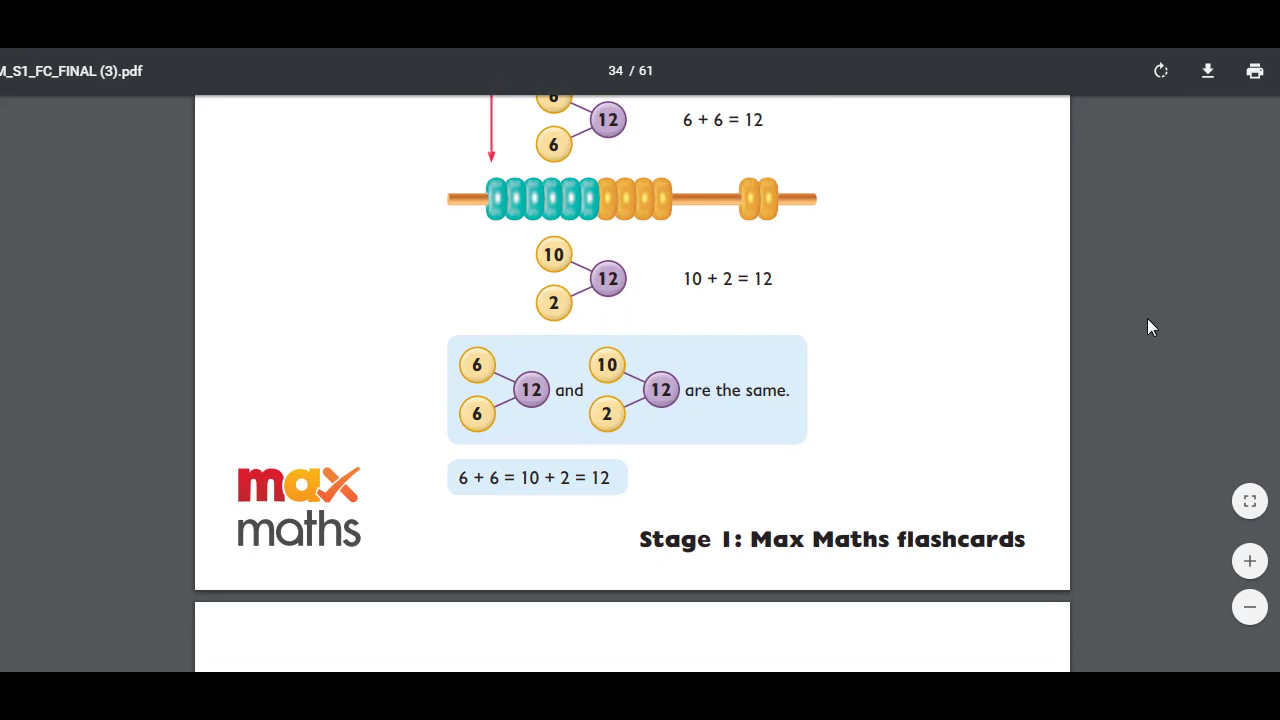 M_S1_FC_FINAL (3).pdf
34 / 61
6
12
6 + 6 = 12
6
10
12
10 + 2 = 12
2
6
10
12 and
12 are the same.
6
2
6 + 6 = 10 + 2 = 12
max
maths
Stage 1: Max Maths flashcards